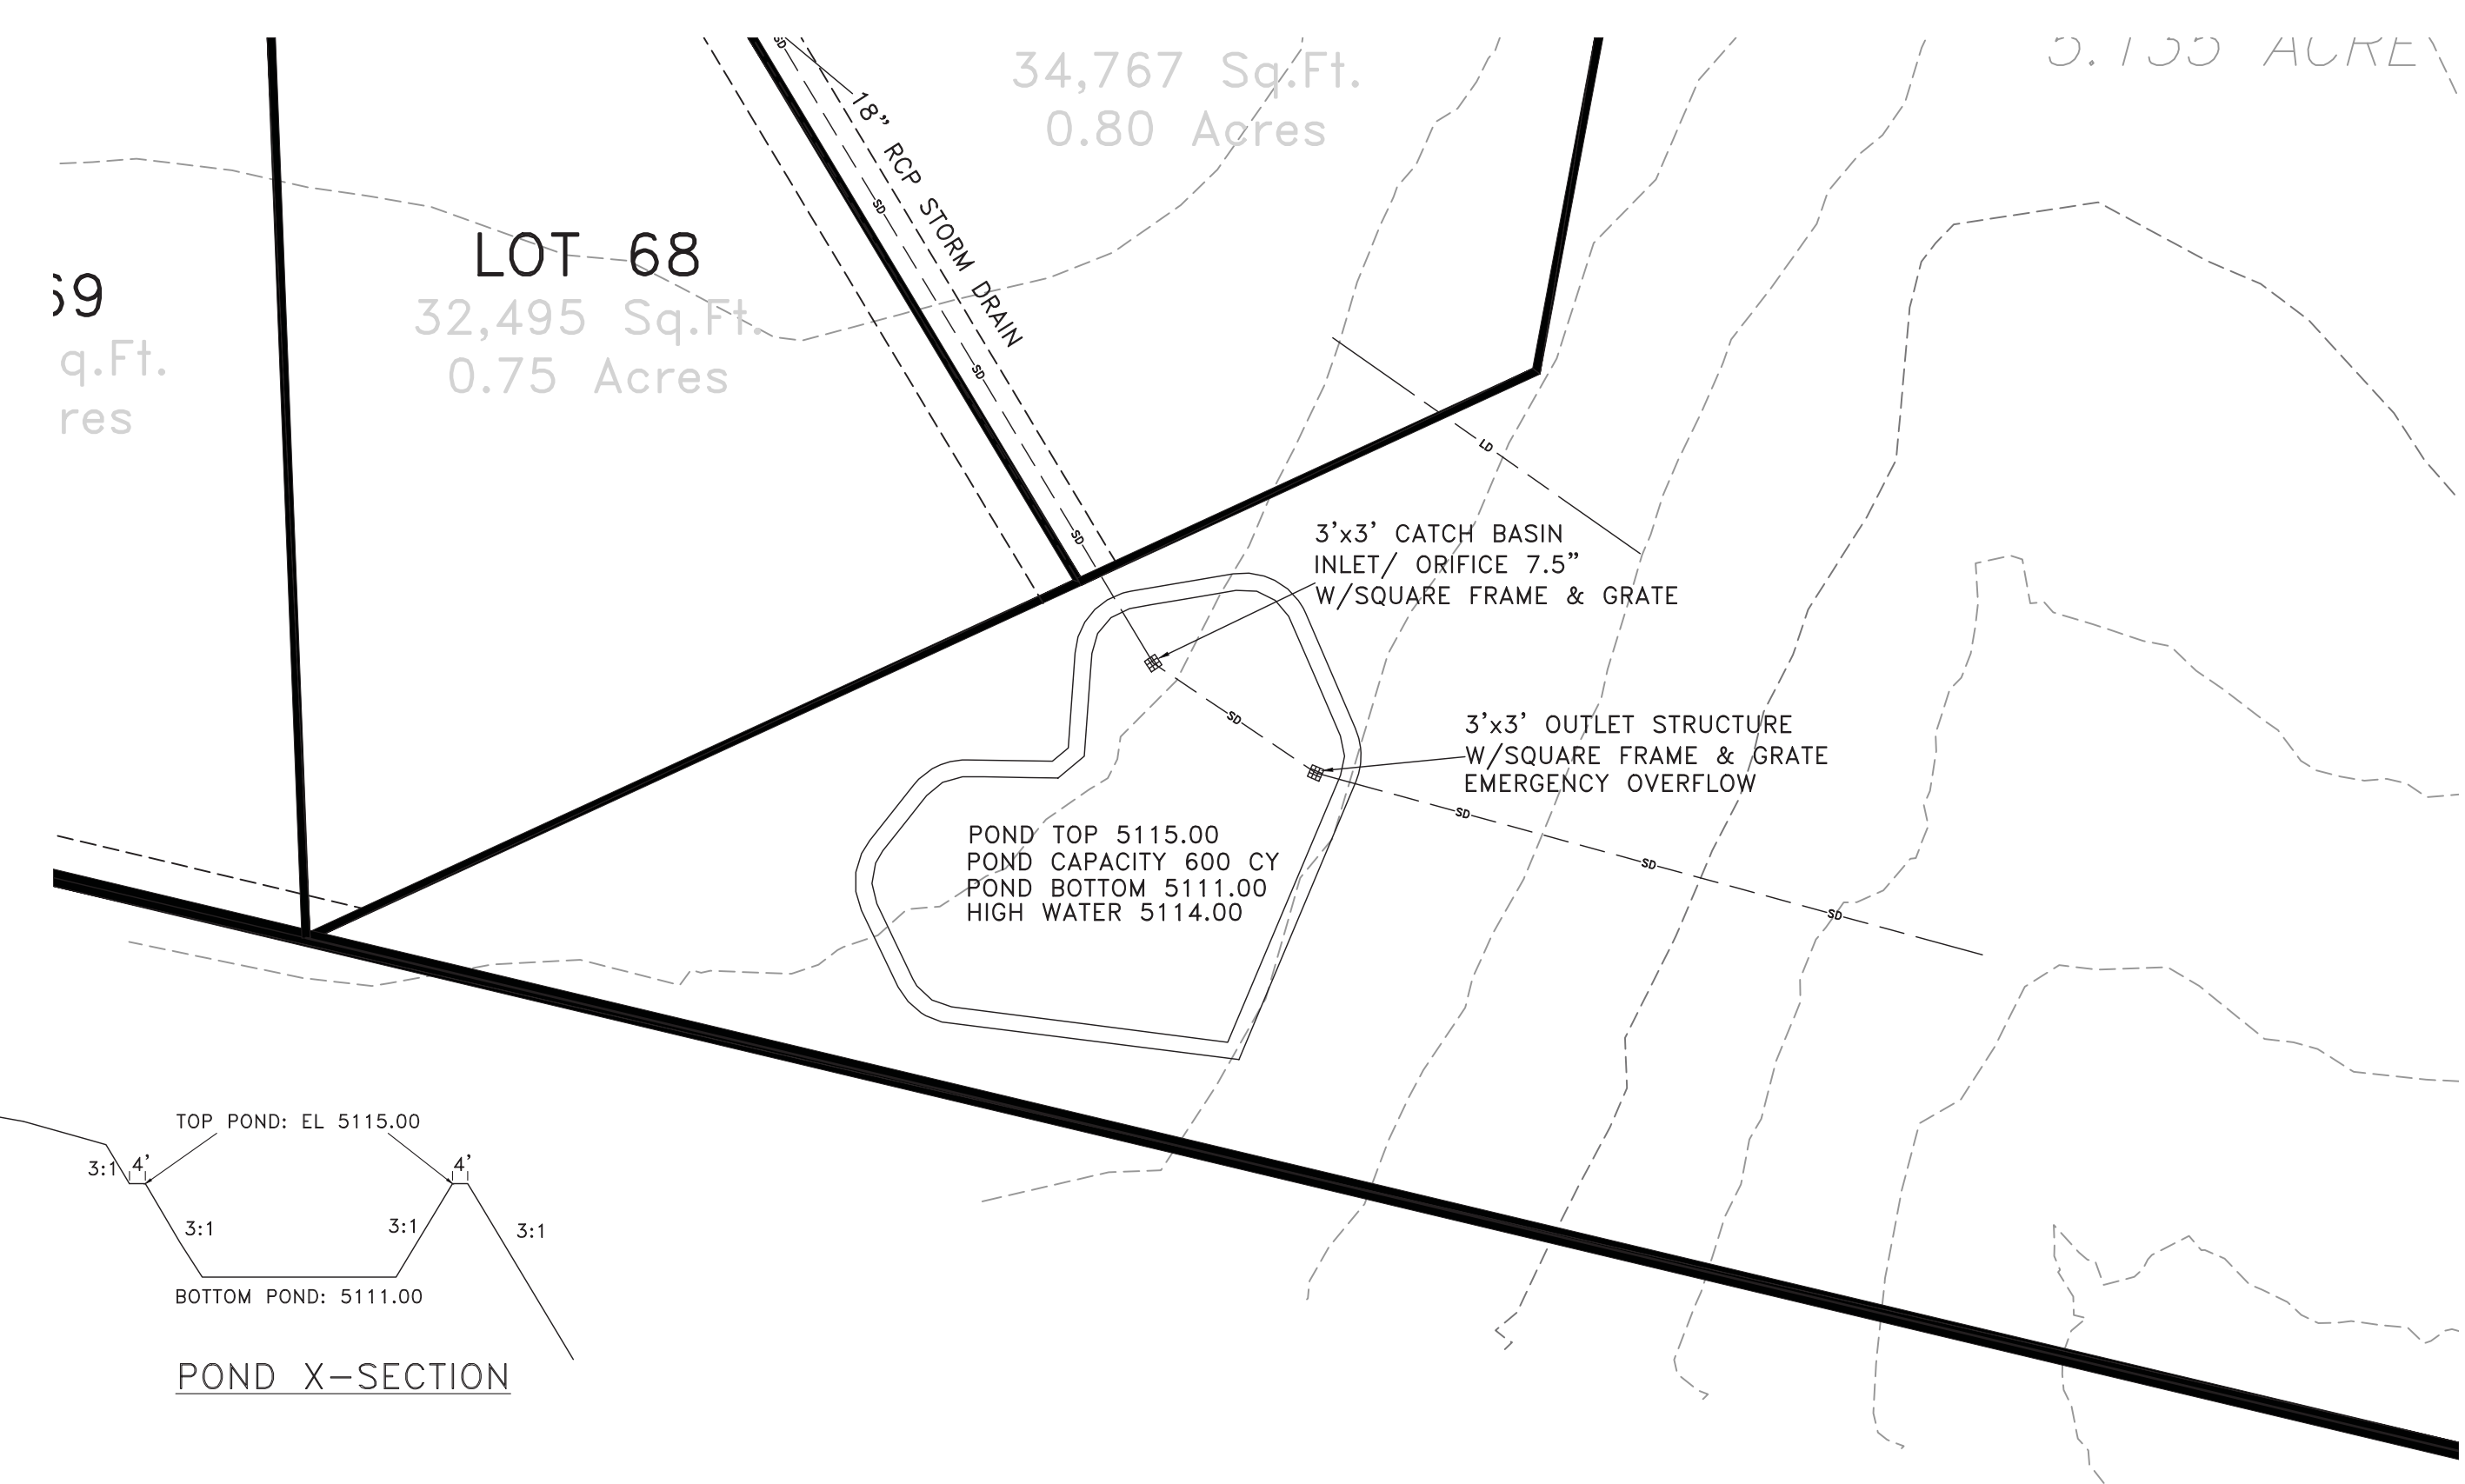 34,767 Sq.Ft.
0.80 Acres
SD
18” RCP STORM DRAIN
SD
SD
SD
LOT 68
32,495 Sq.Ft.
0.75 Acres
69
q.Ft.
res
LD
3’x3’ CATCH BASIN
INLET/ ORIFICE 7.5”
W/SQUARE FRAME & GRATE
SD
3’x3’ OUTLET STRUCTURE
W/SQUARE FRAME & GRATE
EMERGENCY OVERFLOW
SD
SD
SD
POND TOP 5115.00
POND CAPACITY 600 CY
POND BOTTOM 5111.00
HIGH WATER 5114.00
TOP POND: EL 5115.00
3:1 4’ 4’
3:1 3:1 3:1
BOTTOM POND: 5111.00
POND X-SECTION